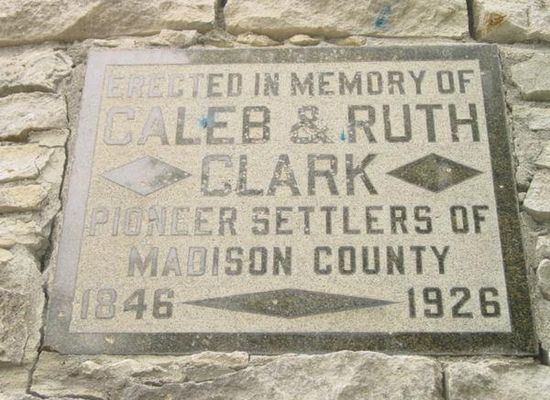 ERECTED IN MEMORY OF
CALEB & RUTH
CLARK
PIONEER SETTLERS OF
MADISON COUNTY
1846 1926